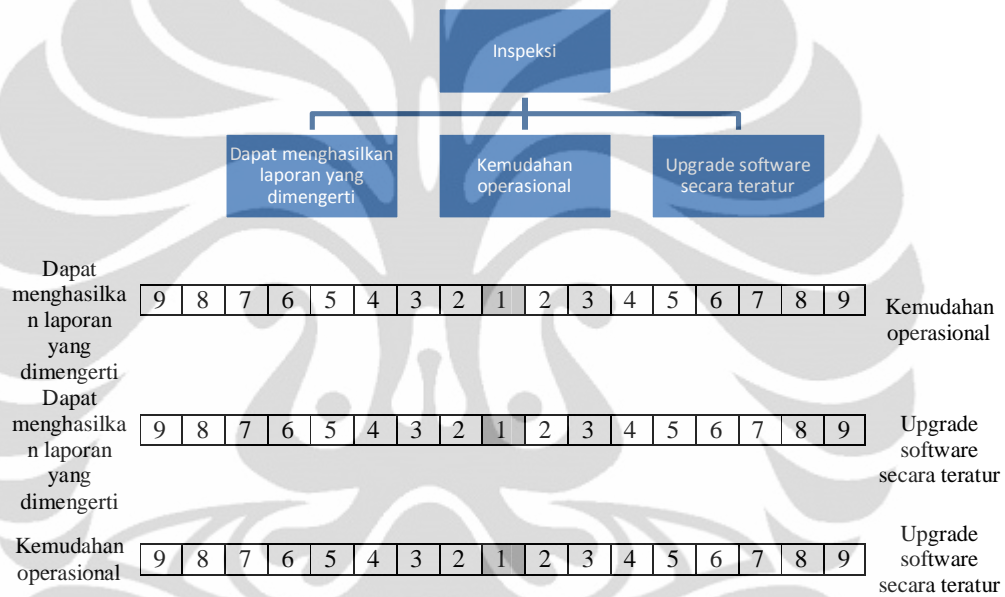 Inspeksi
Dapat menghasilkan
laporan yang
dimengerti
Kemudahan
operasional
Upgrade software
secara teratur
Dapat
menghasilka
n laporan
yang
dimengerti
9 8 7 6 5 4 3 2 1 2 3 4 5 6 7 8 9
Kemudahan
operasional
Dapat
menghasilka
n laporan
yang
dimengerti
9 8 7 6 5 4 3 2 1 2 3 4 5 6 7 8 9
Upgrade
software
secara teratur
Kemudahan
operasional
9 8 7 6 5 4 3 2 1 2 3 4 5 6 7 8 9
Upgrade
software
secara teratur